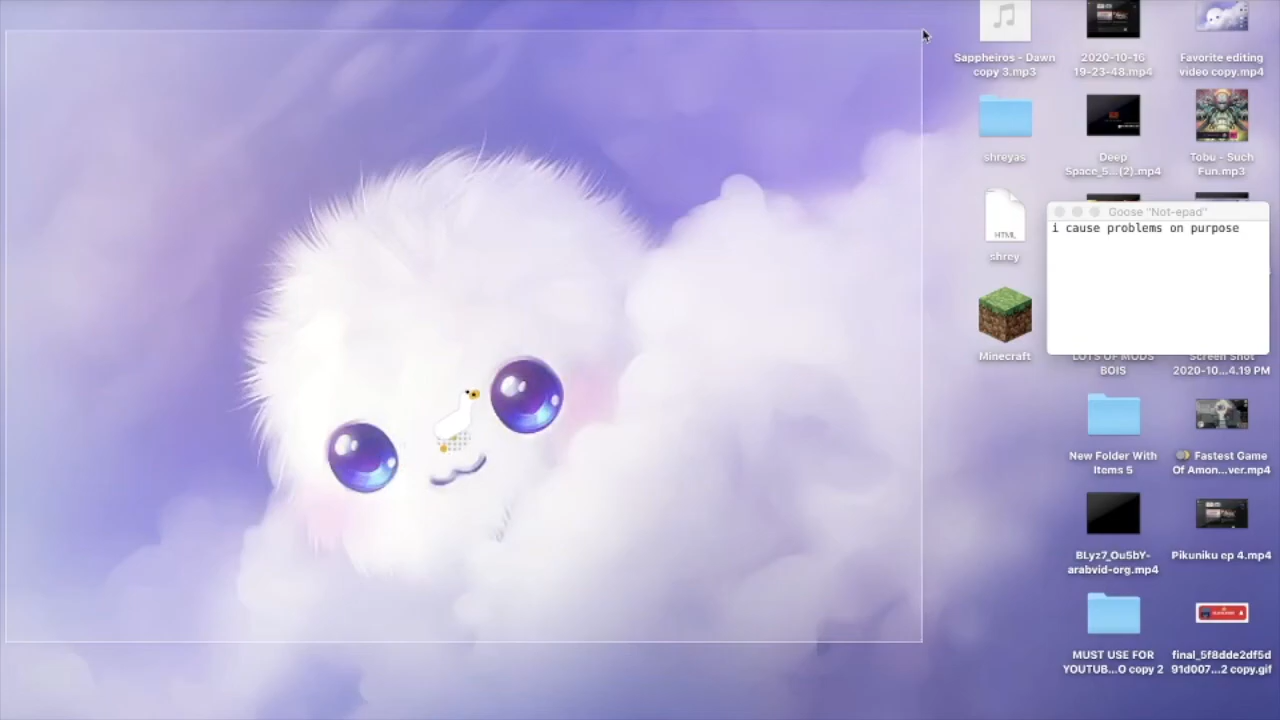 Sappheiros - Dawn
copy 3.mp3
2020-10-16
19-23-48.mp4
Favorite editing
video copy.mp4
shreyas
Deep
Space_5...(2).mp4
Tobu - Such
Fun.mp3
HTML
shrey
Goose "Not-epad"
i cause problems on purpose
Minecraft
LOTS OF MODS
BOIS
Screen Shot
2020-10...4.19 PM
New Folder With
Items 5
Fastest Game
Of Amon...ver.mp4
BLyz7_Ou5bY-
arabvid-org.mp4
Pikuniku ep 4.mp4
MUST USE FOR
YOUTUB...O copy 2
final_5f8dde2df5d
91d007...2 copy.gif